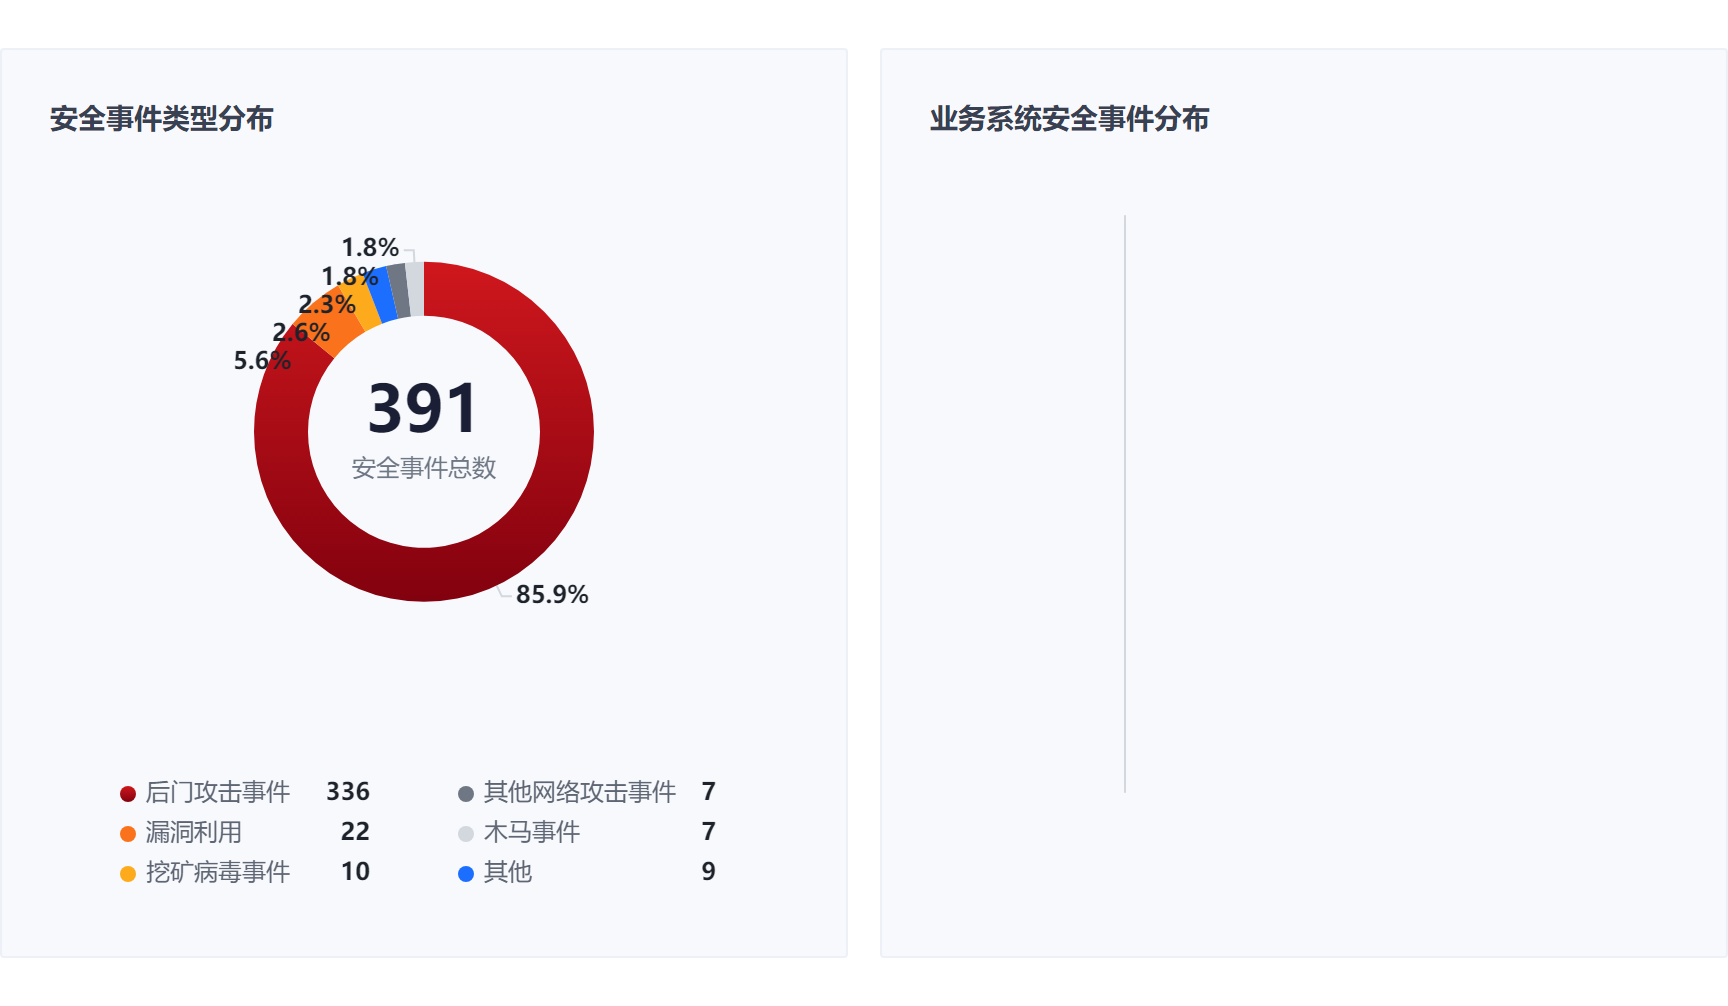 安全事件类型分布
1.8%
1.8%
2.3%
2.6%
5.6%
391
安全事件总数
85.9%
后门攻击事件 336
漏洞利用 22
挖矿病毒事件 10
其他网络攻击事件 7
木马事件 7
其他 9
业务系统安全事件分布